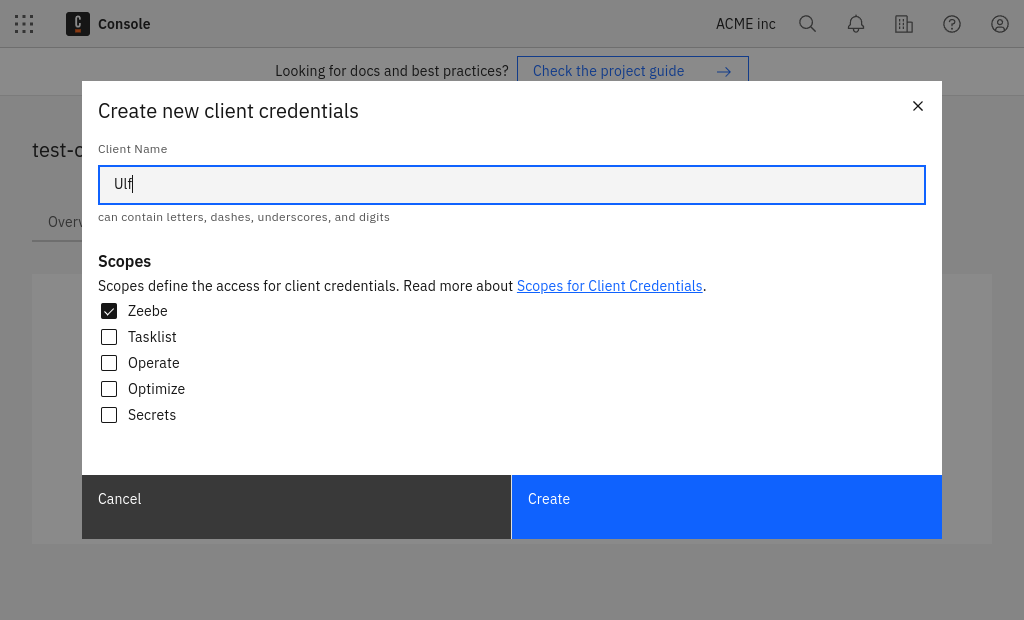 Console
ACME inc
Looking for docs and best practices?
Check the project guide
Create new client credentials
Client Name
Ulf
can contain letters, dashes, underscores, and digits
Scopes
Scopes define the access for client credentials. Read more about Scopes for Client Credentials.
Zeebe
Tasklist
Operate
Optimize
Secrets
Cancel
Create